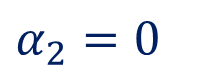 α₂ = 0